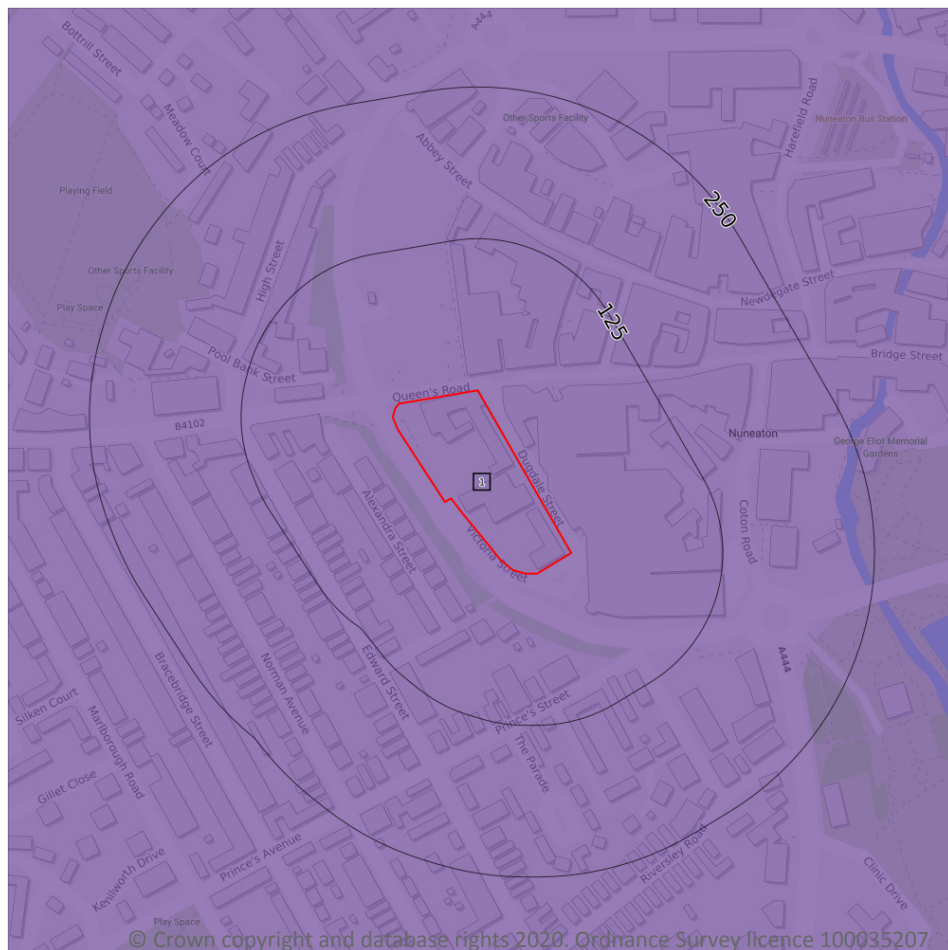 A444
Bottrill Street
Harefield Road
Meadow Court
Other Sports Facility
Nuneaton Bus Station
Abbey Street
Playing Field
250
High Street
Other Sports Facility
Newdegate Street
Play Space
125
Pool Bank Street
Bridge Street
Queen's Road
B4102
Nuneaton
George Eliot Memorial
Gardens
1
Dugdale Street
Alexandra Street
Coton Road
Victoria Street
Edward Street
A444
Norman Avenue
Bracebridge Street
Silken Court
Prince's Street
Marlborough Road
The Parade
Gillet Close
Prince's Avenue
Riversley Road
Kenilworth Drive
Clinic Drive
Play Space
© Crown copyright and database rights 2020. Ordnance Survey licence 100035207.